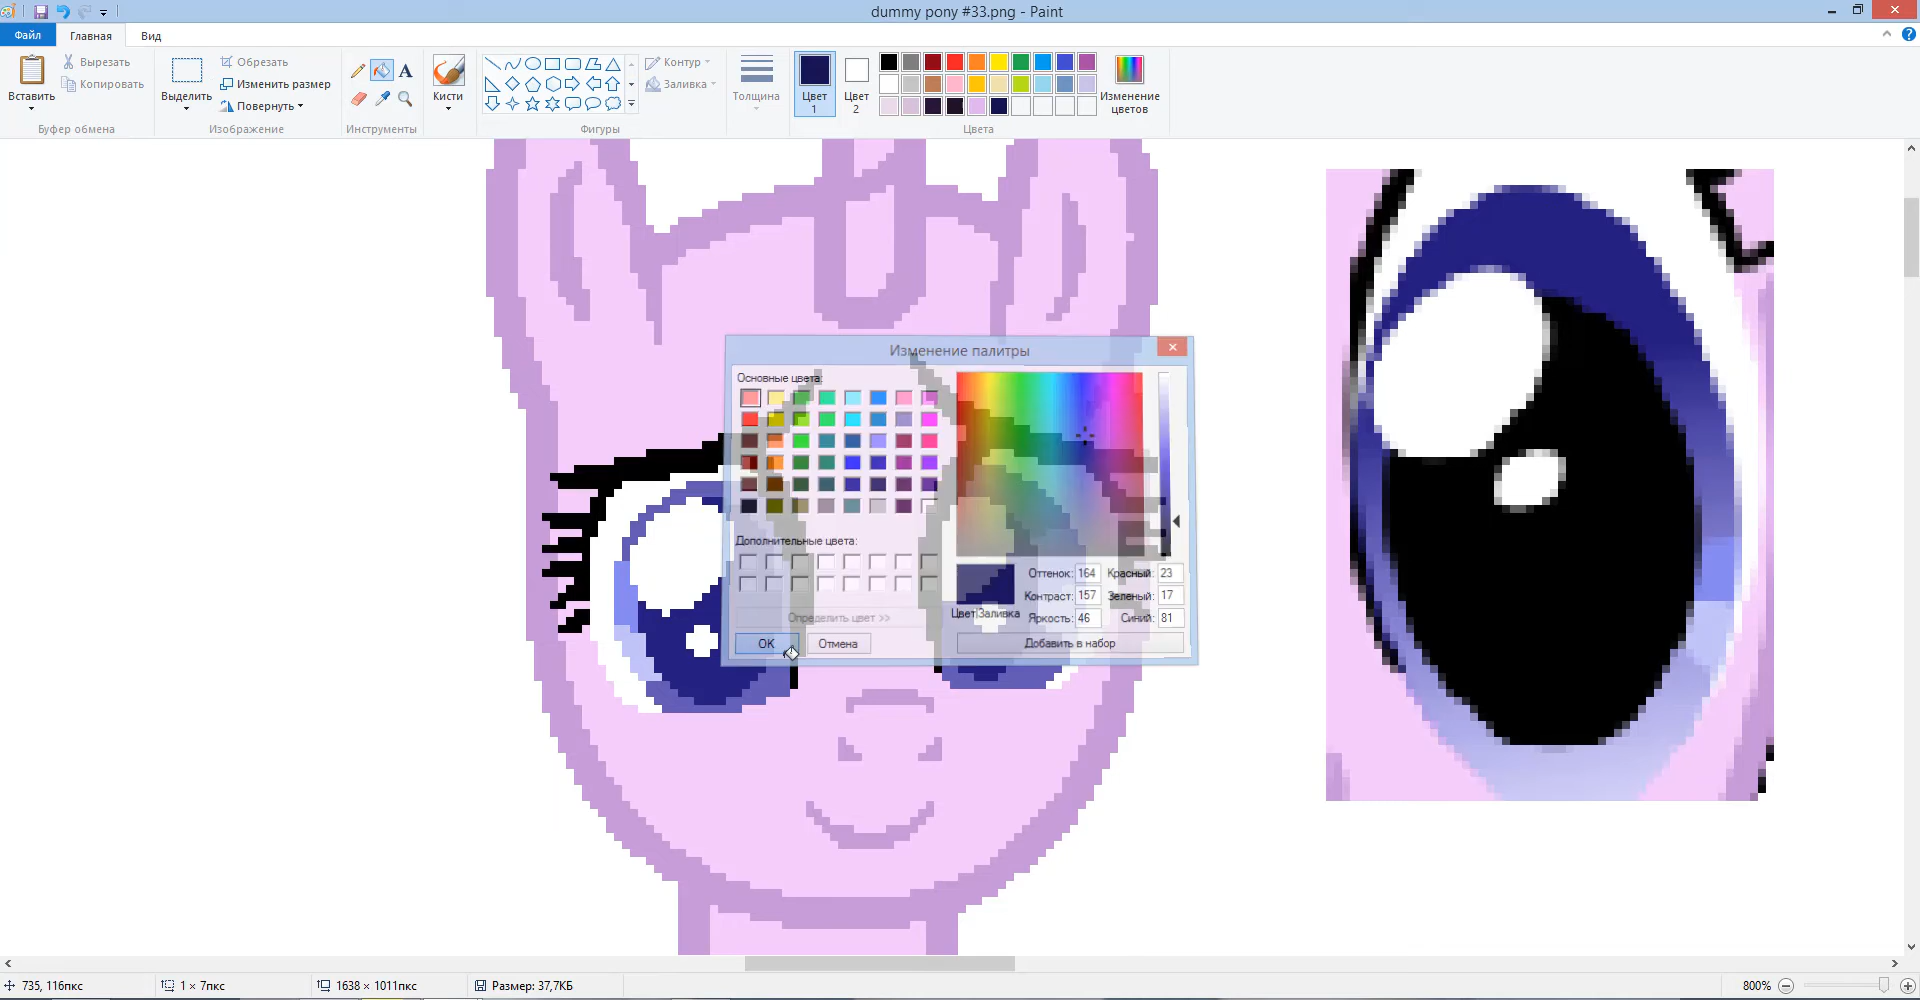 dummy pony #33.png - Paint
Файл
Главная
Вид
Вставить
Вырезать
Копировать
Буфер обмена
Выделить
Обрезать
Изменить размер
Повернуть
Изображение
A
Инструменты
Кисти
Контур
Заливка
Фигуры
Толщина
Цвет
1
Цвет
2
Изменение
цветов
Цвета
Изменение палитры
Основные цвета:
Дополнительные цвета:
Определить цвет >>
OK
Отмена
Цвет|Заливка
Оттенок: 164
Контраст: 157
Яркость: 46
Красный: 23
Зеленый: 17
Синий: 81
Добавить в набор
735, 116пкс
1 × 7пкс
1638 × 1011пкс
Размер: 37,7КБ
800%